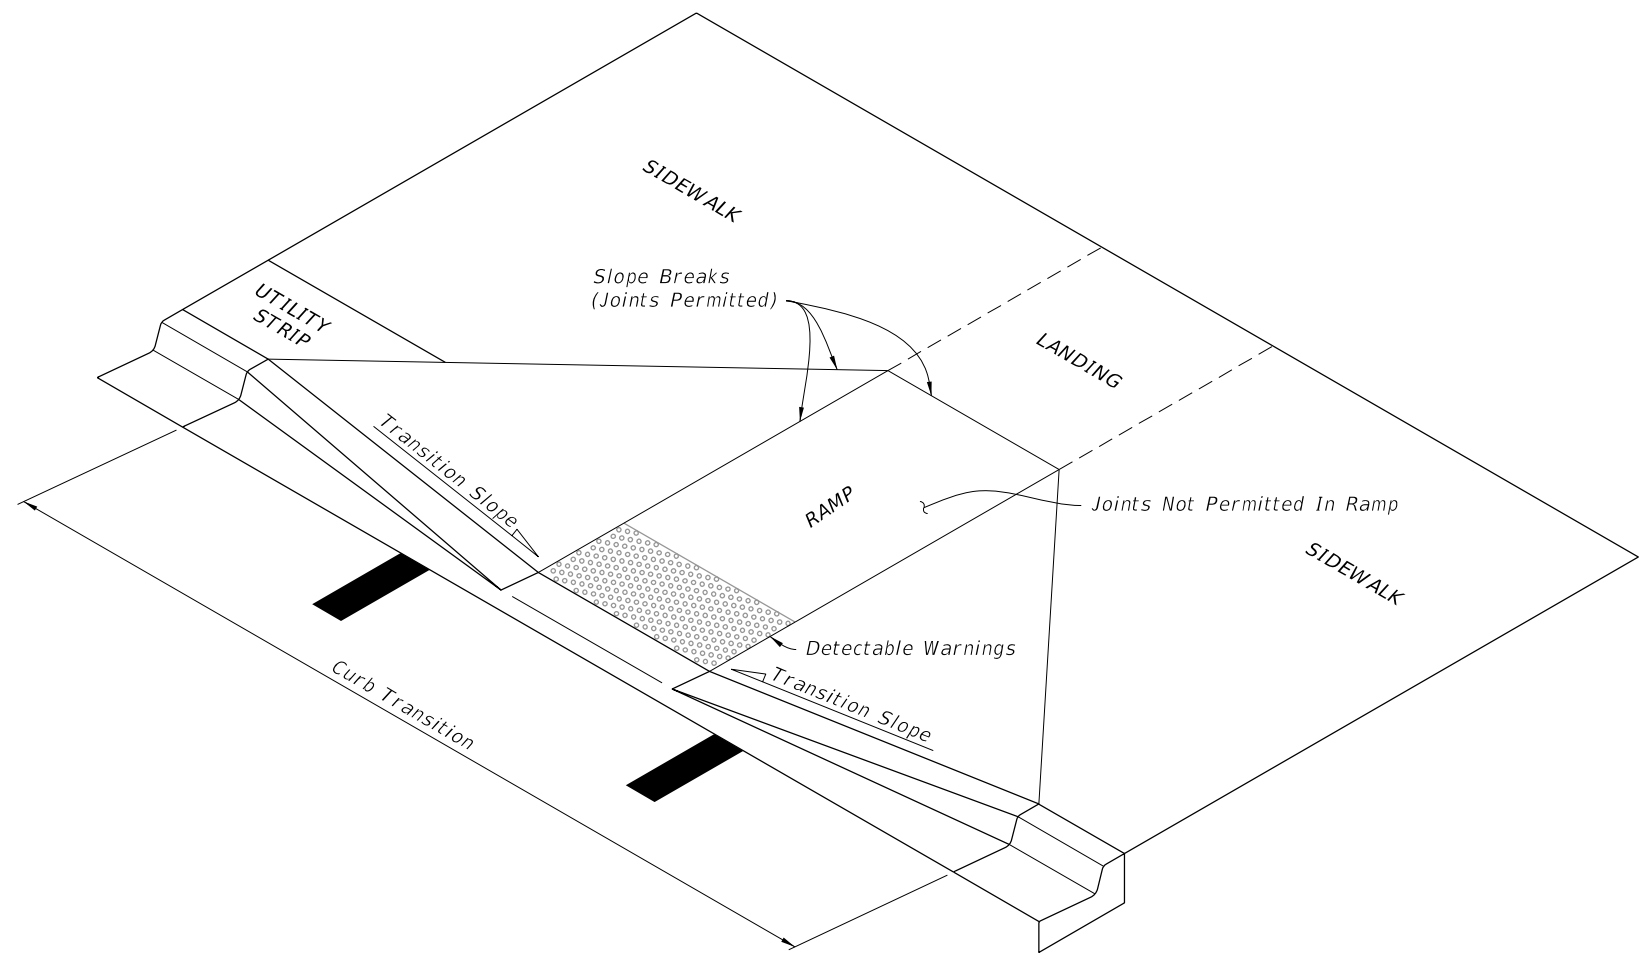 SIDEWALK
Slope Breaks
(Joints Permitted)
UTILITY
STRIP
LANDING
Transition Slope
RAMP
Joints Not Permitted In Ramp
SIDEWALK
Detectable Warnings
Transition Slope
Curb Transition